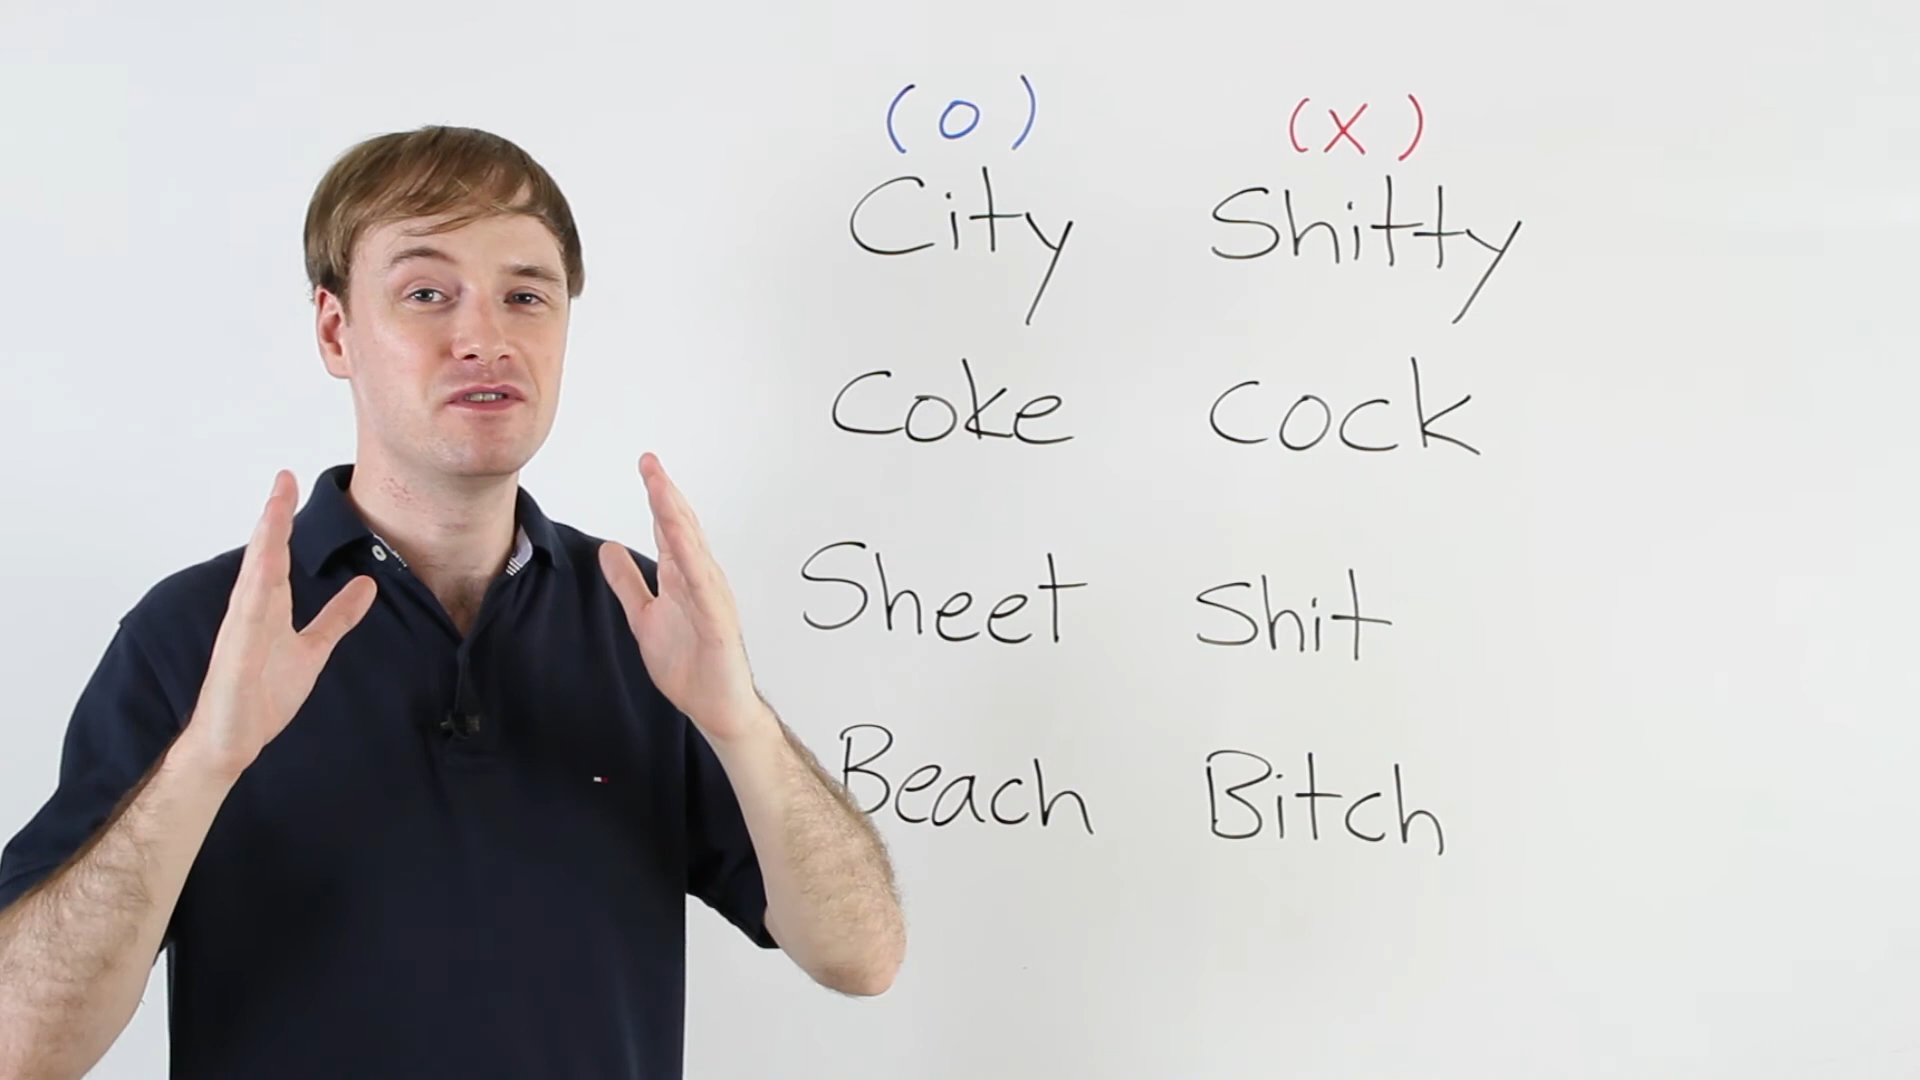 (O) (X)
City Shitty
Coke Cock
Sheet Shit
Beach Bitch